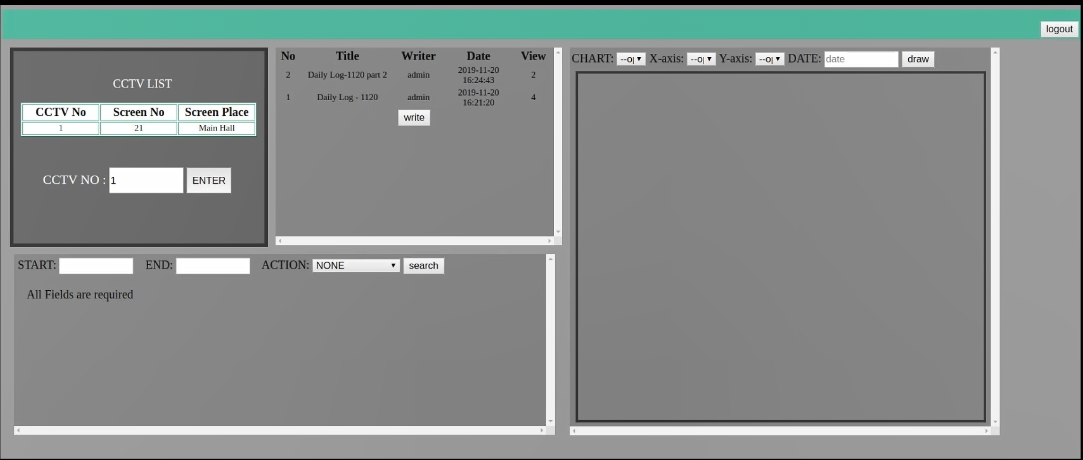 logout
CCTV LIST
CCTV No Screen No Screen Place
1 21 Main Hall
CCTV NO : 1 ENTER
No Title Writer Date View
2 Daily Log-1120 part 2 admin 2019-11-20 16:24:43 2
1 Daily Log - 1120 admin 2019-11-20 16:21:20 4
write
CHART: --o X-axis: --o Y-axis: --o DATE: date draw
START: END: ACTION: NONE search
All Fields are required